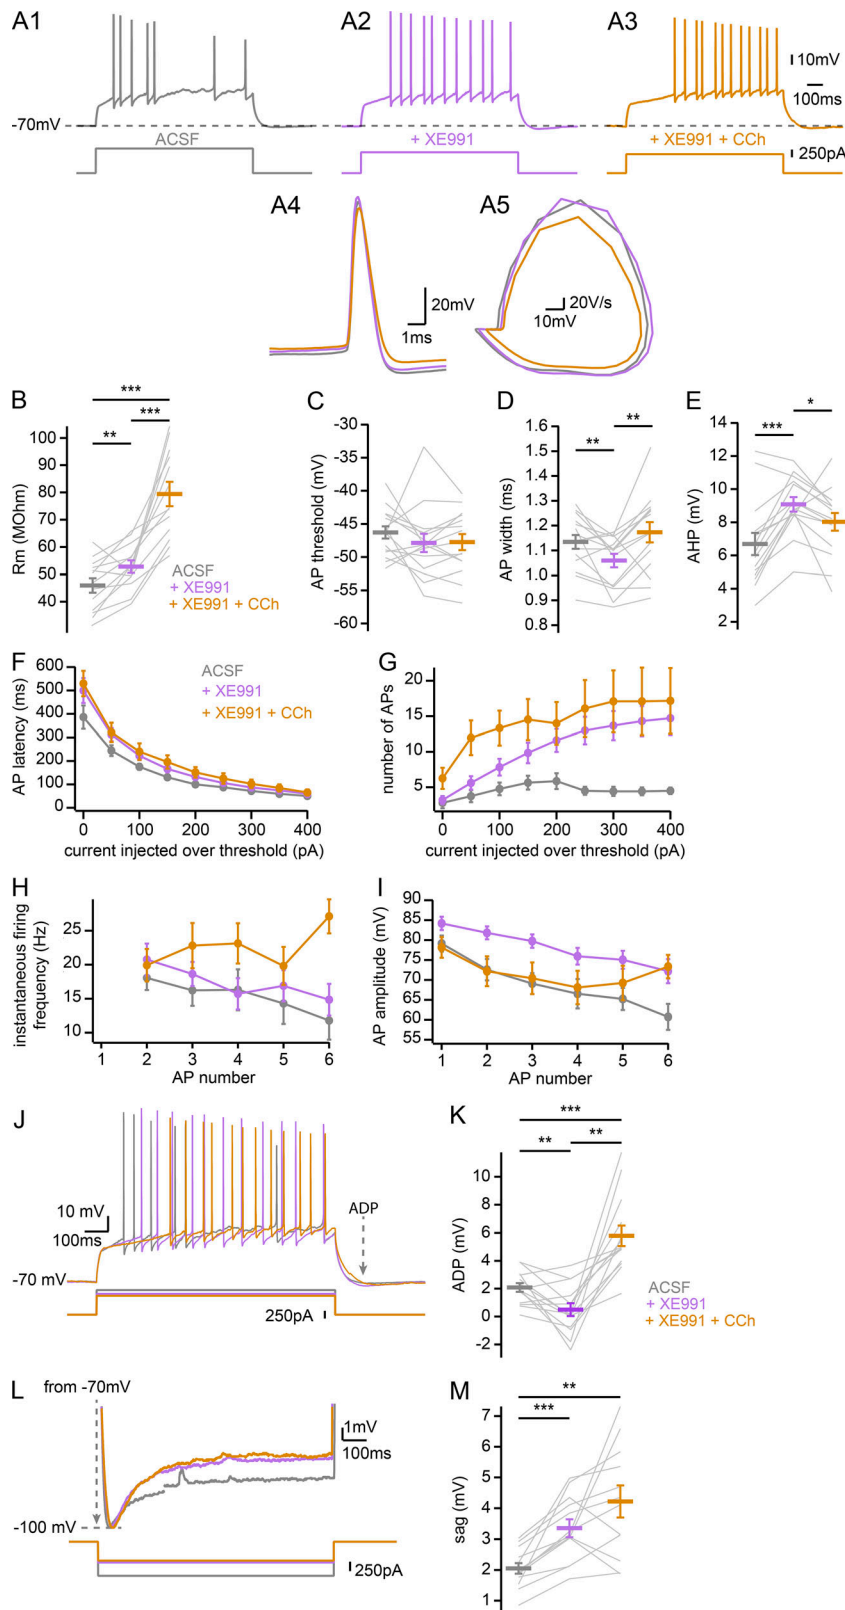 A1 A2 A3
10mV
100ms
-70mV
ACSF + XE991 + XE991 + CCh
250pA
A4 A5
20mV
1ms
20V/s
10mV
B
***
***
**
Rm (MOhm)
100
90
80
70
60
50
40
ACSF
+ XE991
+ XE991 + CCh
C
AP threshold (mV)
-30
-35
-40
-45
-50
-55
-60
D
** **
AP width (ms)
1.6
1.5
1.4
1.3
1.2
1.1
1.0
0.9
0.8
E
*** *
AHP (mV)
14
12
10
8
6
4
2
F
AP latency (ms)
600
500
400
300
200
100
0
ACSF
+ XE991
+ XE991 + CCh
0 100 200 300 400
current injected over threshold (pA)
G
number of APs
20
15
10
5
0 100 200 300 400
current injected over threshold (pA)
H
instantaneous firing
frequency (Hz)
25
20
15
10
1 2 3 4 5 6
AP number
I
AP amplitude (mV)
90
85
80
75
70
65
60
55
1 2 3 4 5 6
AP number
J
10 mV
100ms
ADP
-70 mV
250pA
K
***
** **
ADP (mV)
10
8
6
4
2
0
-2
ACSF
+ XE991
+ XE991 + CCh
L
from -70mV
1mV
100ms
-100 mV
250pA
M
**
***
sag (mV)
7
6
5
4
3
2
1